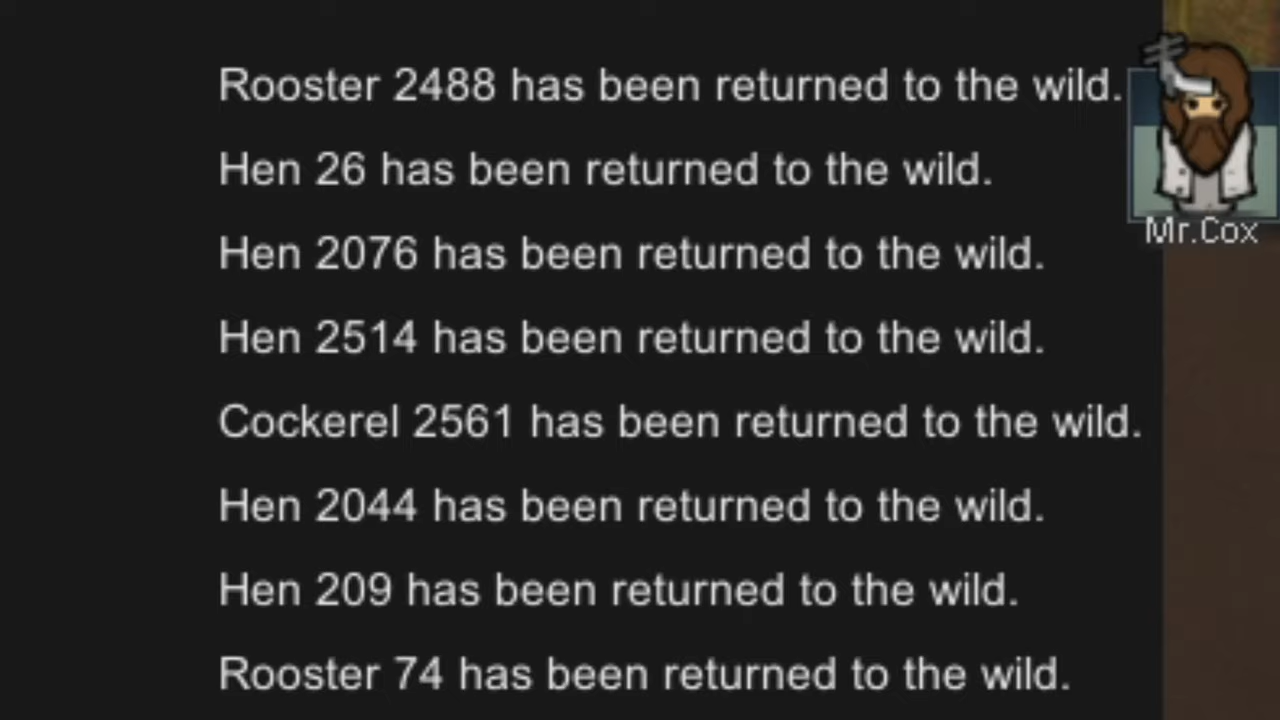 Rooster 2488 has been returned to the wild.
Hen 26 has been returned to the wild.
Mr.Cox
Hen 2076 has been returned to the wild.
Hen 2514 has been returned to the wild.
Cockerel 2561 has been returned to the wild.
Hen 2044 has been returned to the wild.
Hen 209 has been returned to the wild.
Rooster 74 has been returned to the wild.